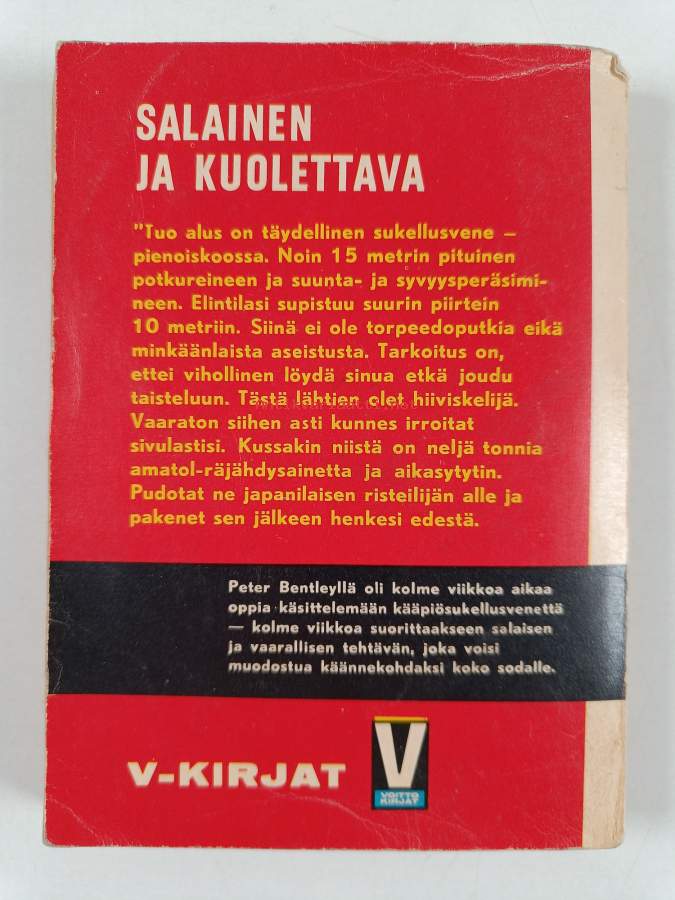 SALAINEN
JA KUOLETTAVA
"Tuo alus on täydellinen sukellusvene –
pienoiskoossa. Noin 15 metrin pituinen
potkureineen ja suunta- ja syvyysperäsimi-
neen. Elintilasi supistuu suurin piirtein
10 metriin. Siinä ei ole torpeedoputkia eikä
minkäänlaista aseistusta. Tarkoitus on,
ettei vihollinen löydä sinua etkä joudu
taisteluun. Tästä lähtien olet hiiviskelijä.
Vaaraton siihen asti kunnes irroitat
sivulastisi. Kussakin niistä on neljä tonnia
amatol-räjähdysainetta ja aikasytytin.
Pudotat ne japanilaisen risteilijän alle ja
pakenet sen jälkeen henkesi edestä.
Peter Bentleyllä oli kolme viikkoa aikaa
oppia käsittelemään kääpiösukellusvenettä
— kolme viikkoa suorittaakseen salaisen
ja vaarallisen tehtävän, joka voisi
muodostua käännekohdaksi koko sodalle.
V-KIRJAT
V
VOITTO
KIRJAT